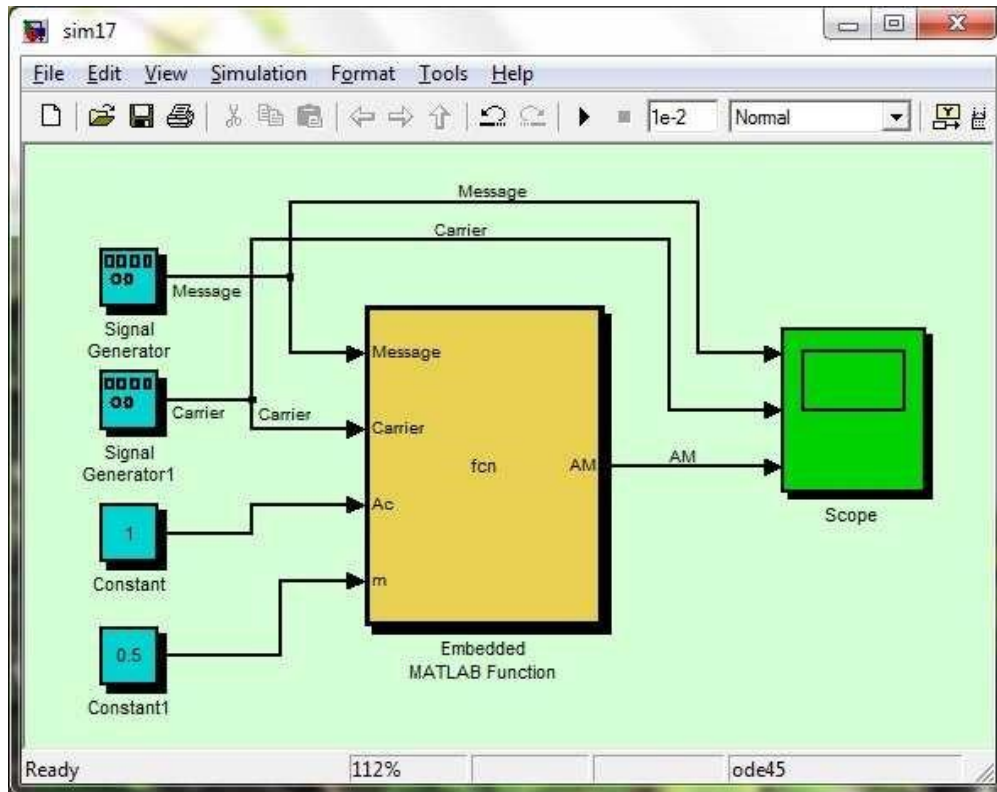 sim17
File Edit View Simulation Format Tools Help
1e-2 Normal
Message
Carrier
Message
Signal
Generator
Message
Carrier
Carrier
Carrier
Signal
Generator1
fcn
AM
AM
Ac
1
Scope
Constant
m
0.5
Embedded
MATLAB Function
Constant1
Ready 112% ode45